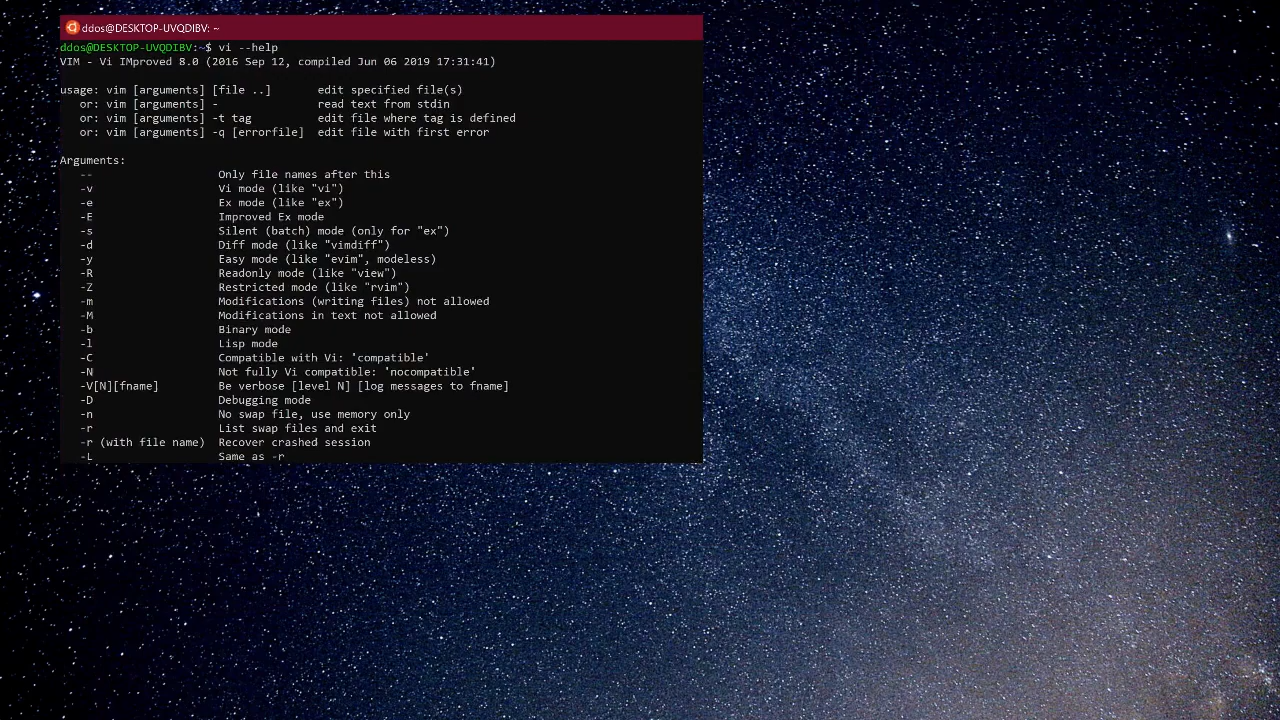 ddos@DESKTOP-UVQDIBV: ~
ddos@DESKTOP-UVQDIBV:~$ vi --help
VIM - Vi IMproved 8.0 (2016 Sep 12, compiled Jun 06 2019 17:31:41)
usage: vim [arguments] [file ..]       edit specified file(s)
or: vim [arguments] -               read text from stdin
or: vim [arguments] -t tag          edit file where tag is defined
or: vim [arguments] -q [errorfile]  edit file with first error
Arguments:
--                   Only file names after this
-v                   Vi mode (like "vi")
-e                   Ex mode (like "ex")
-E                   Improved Ex mode
-s                   Silent (batch) mode (only for "ex")
-d                   Diff mode (like "vimdiff")
-y                   Easy mode (like "evim", modeless)
-R                   Readonly mode (like "view")
-Z                   Restricted mode (like "rvim")
-m                   Modifications (writing files) not allowed
-M                   Modifications in text not allowed
-b                   Binary mode
-l                   Lisp mode
-C                   Compatible with Vi: 'compatible'
-N                   Not fully Vi compatible: 'nocompatible'
-V[N][fname]         Be verbose [level N] [log messages to fname]
-D                   Debugging mode
-n                   No swap file, use memory only
-r                   List swap files and exit
-r (with file name)  Recover crashed session
-L                   Same as -r